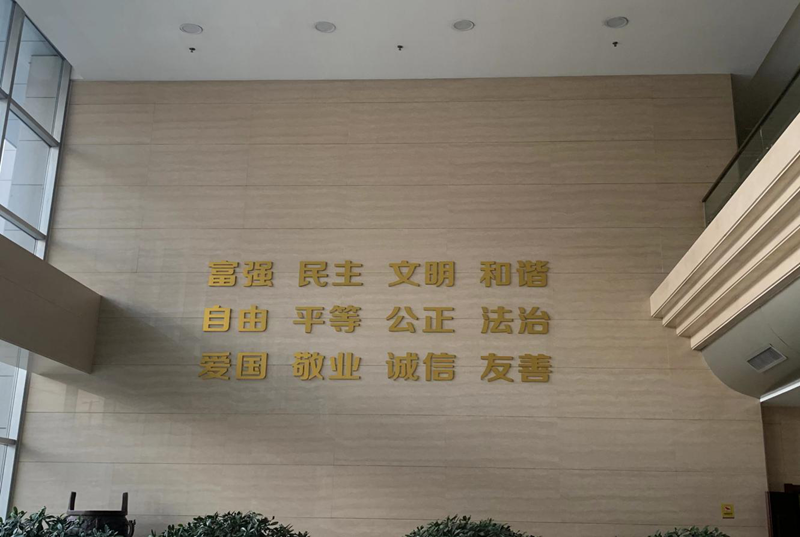 富强 民主 文明 和谐
自由 平等 公正 法治
爱国 敬业 诚信 友善